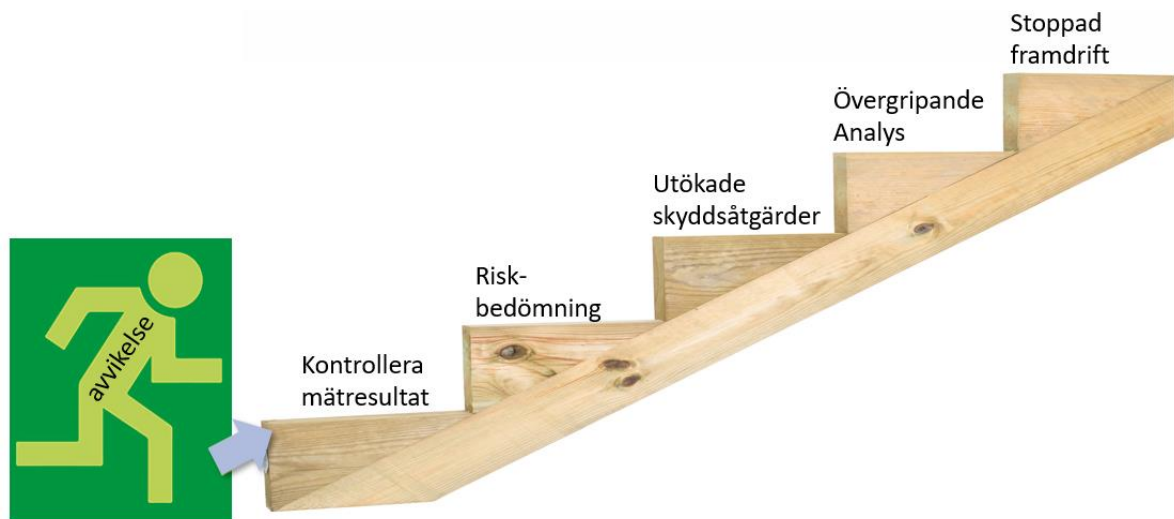 avvikelse
Kontrollera
mätresultat
Risk-
bedömning
Utökade
skyddsåtgärder
Övergripande
Analys
Stoppad
framdrift